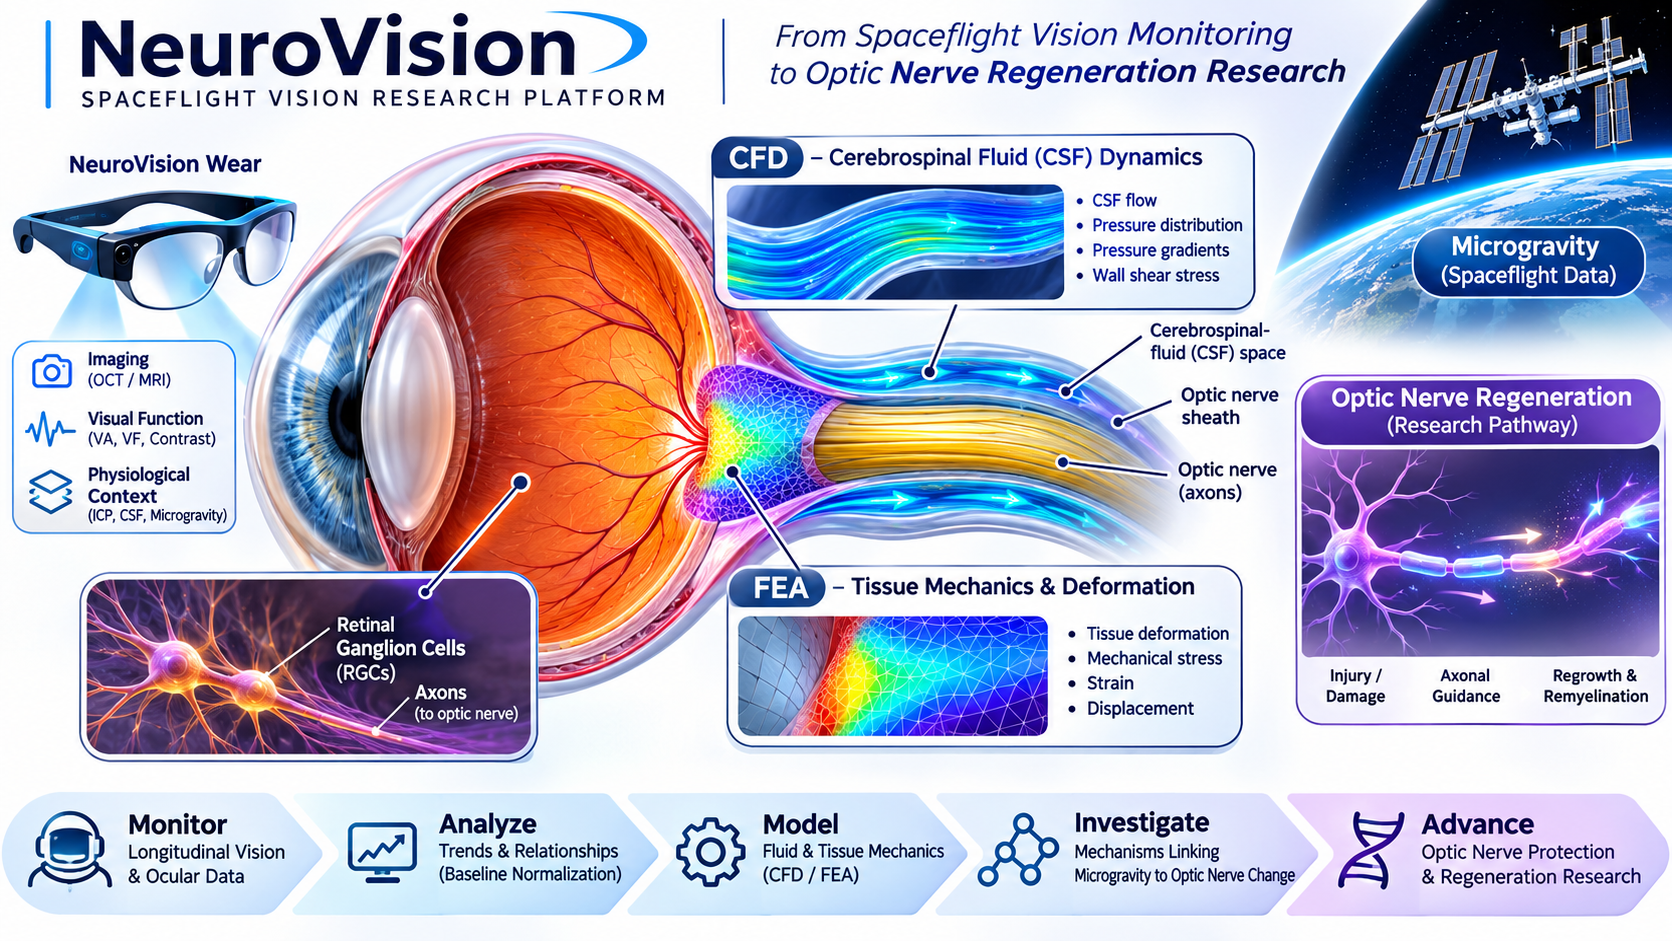 NeuroVision
SPACEFLIGHT VISION RESEARCH PLATFORM
From Spaceflight Vision Monitoring
to Optic Nerve Regeneration Research
NeuroVision Wear
Imaging
(OCT / MRI)
Visual Function
(VA, VF, Contrast)
Physiological
Context
(ICP, CSF, Microgravity)
CFD – Cerebrospinal Fluid (CSF) Dynamics
• CSF flow
• Pressure distribution
• Pressure gradients
• Wall shear stress
Microgravity
(Spaceflight Data)
Cerebrospinal-
fluid (CSF) space
Optic nerve
sheath
Optic nerve
(axons)
Retinal
Ganglion Cells
(RGCs)
Axons
(to optic nerve)
FEA – Tissue Mechanics & Deformation
• Tissue deformation
• Mechanical stress
• Strain
• Displacement
Optic Nerve Regeneration
(Research Pathway)
Injury /
Damage
Axonal
Guidance
Regrowth &
Remyelination
Monitor
Longitudinal Vision
& Ocular Data
Analyze
Trends & Relationships
(Baseline Normalization)
Model
Fluid & Tissue Mechanics
(CFD / FEA)
Investigate
Mechanisms Linking
Microgravity to Optic Nerve Change
Advance
Optic Nerve Protection
& Regeneration Research